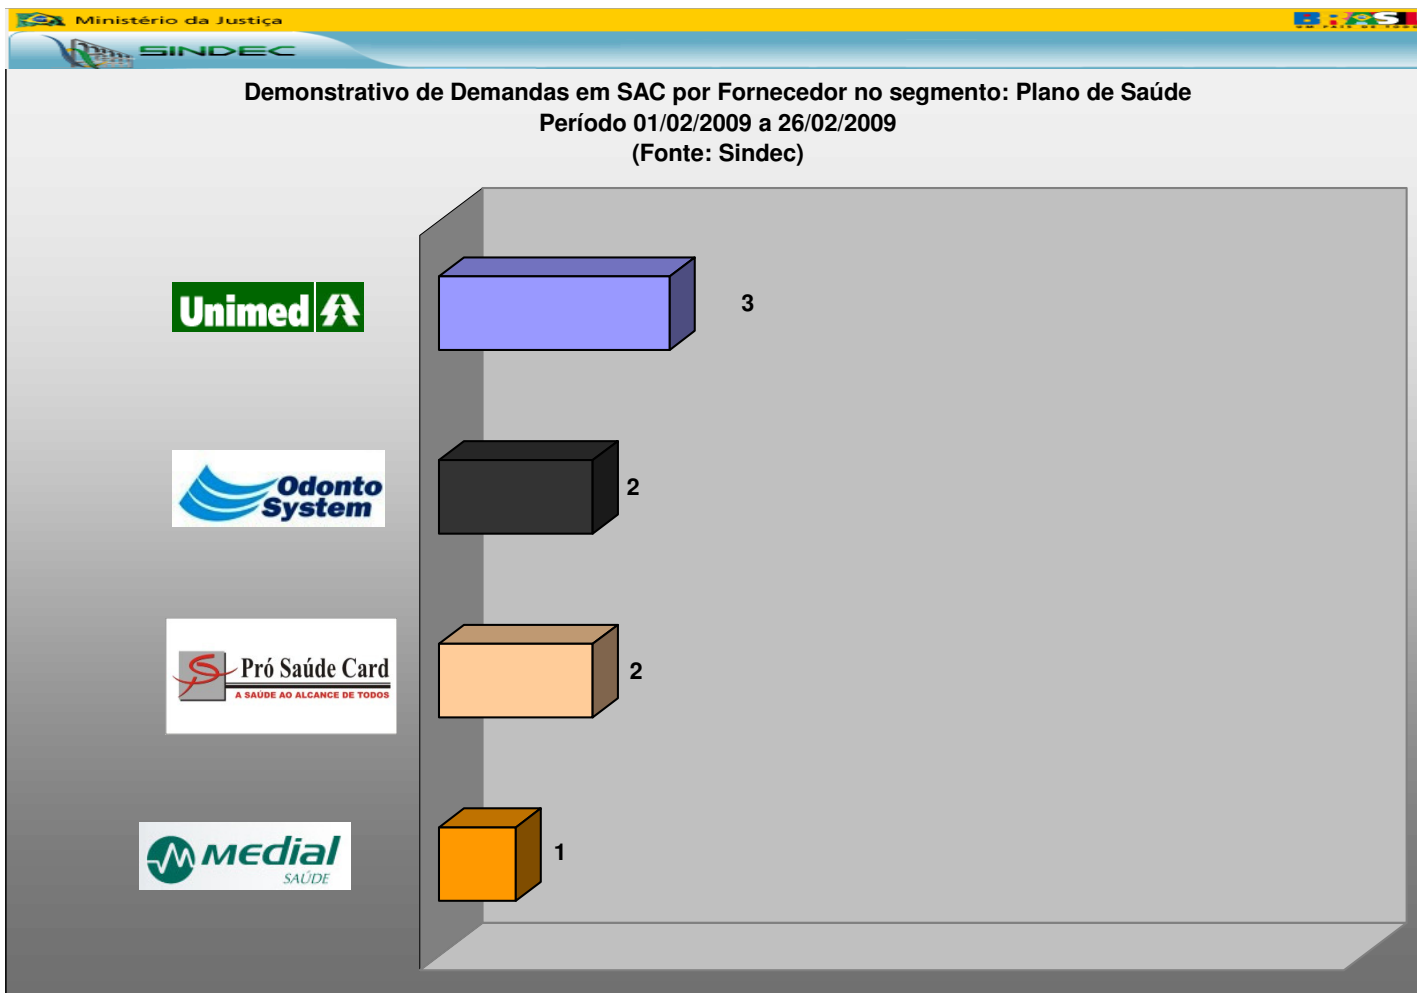 Ministério da Justiça
BRASIL
SINDEC
Demonstrativo de Demandas em SAC por Fornecedor no segmento: Plano de Saúde
Período 01/02/2009 a 26/02/2009
(Fonte: Sindec)
Unimed
3
Odonto
System
2
Pró Saúde Card
A SAÚDE AO ALCANCE DE TODOS
2
Medial
SAÚDE
1